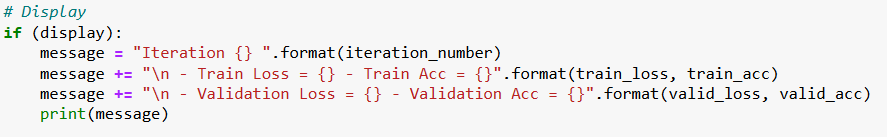 # Display
if (display):
    message = "Iteration {} ".format(iteration_number)
    message += "\n - Train Loss = {} - Train Acc = {}".format(train_loss, train_acc)
    message += "\n - Validation Loss = {} - Validation Acc = {}".format(valid_loss, valid_acc)
    print(message)